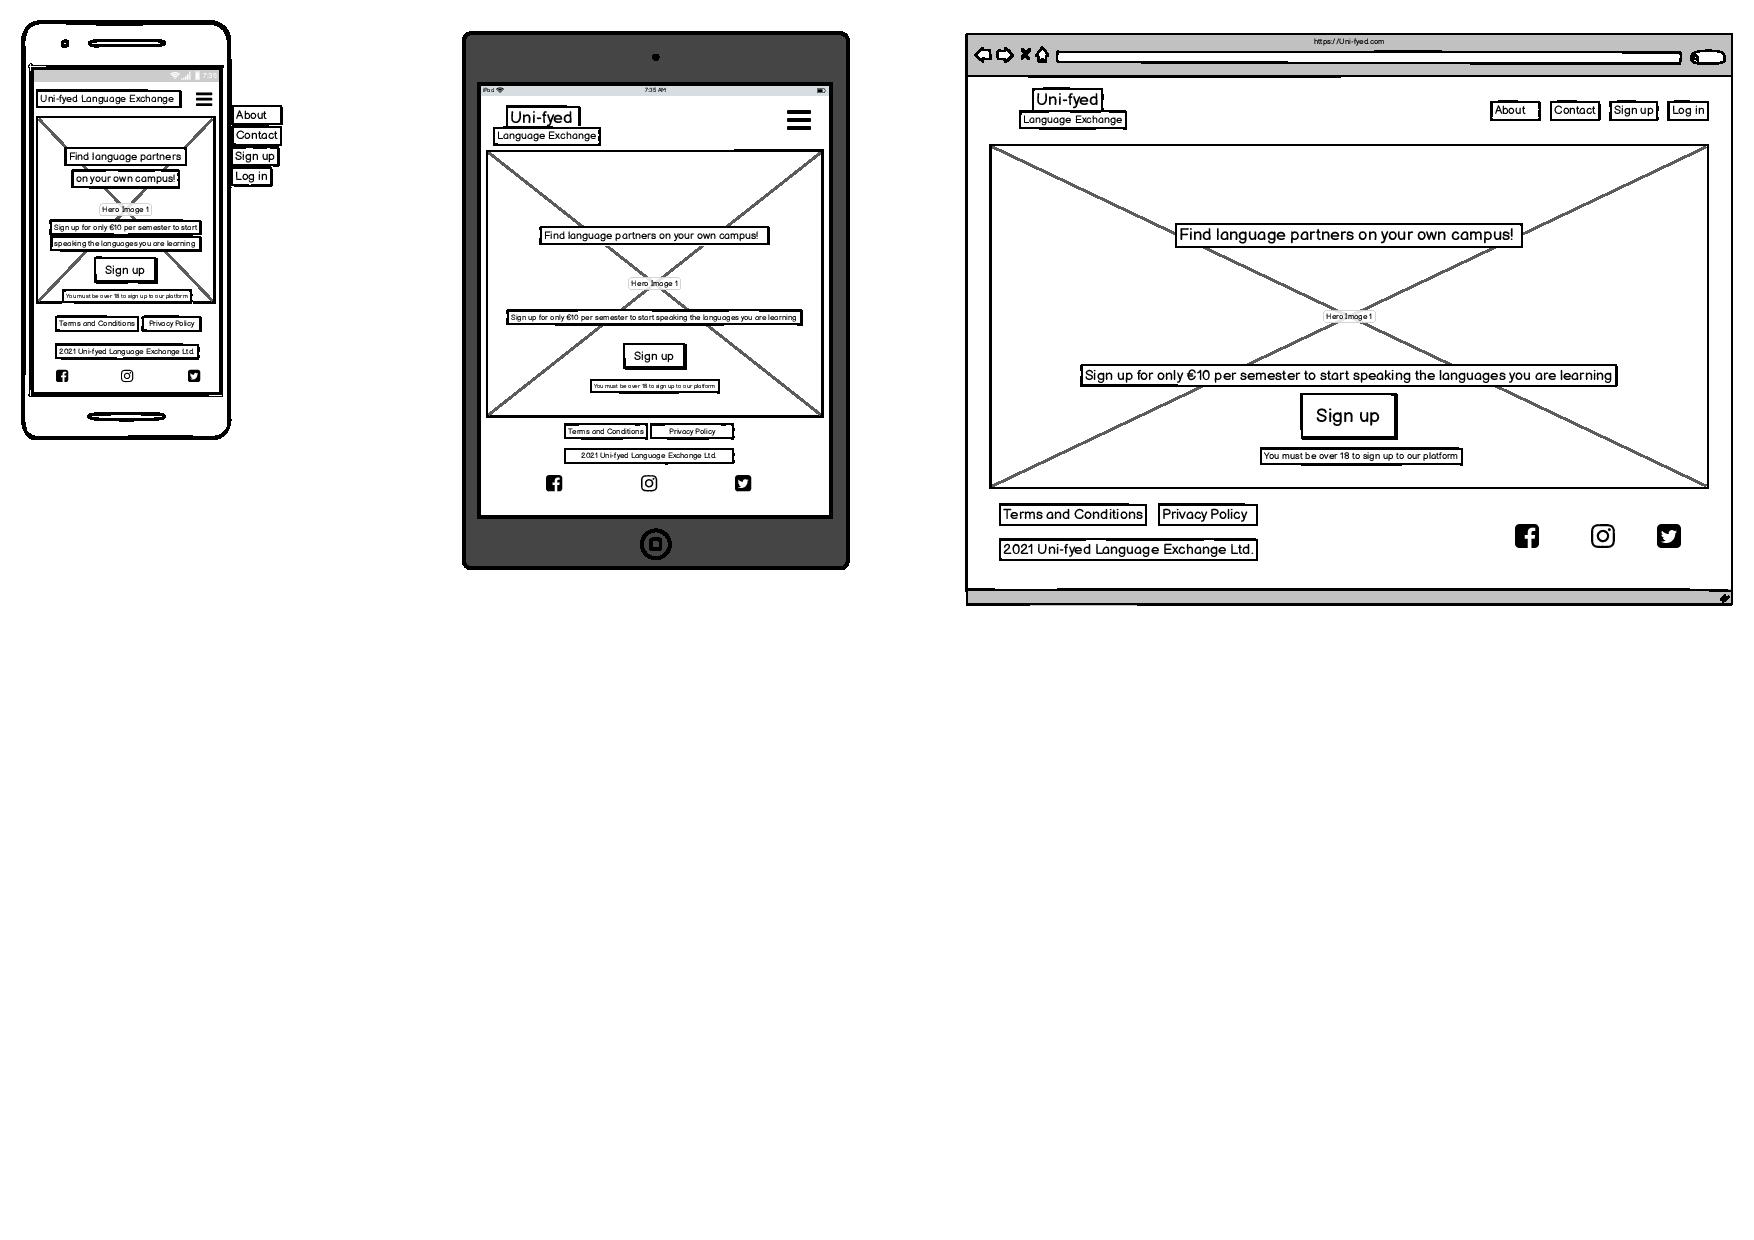 7:35
Uni-fyed Language Exchange
About
Contact
Sign up
Log in
Find language partners
on your own campus!
Hero Image 1
Sign up for only €10 per semester to start
speaking the languages you are learning
Sign up
You must be over 18 to sign up to our platform
Terms and Conditions
Privacy Policy
2021 Uni-fyed Language Exchange Ltd.
iPad
7:35 AM
Uni-fyed
Language Exchange
Find language partners on your own campus!
Hero Image 1
Sign up for only €10 per semester to start speaking the languages you are learning
Sign up
You must be over 18 to sign up to our platform
Terms and Conditions
Privacy Policy
2021 Uni-fyed Language Exchange Ltd.
https://Uni-fyed.com
Uni-fyed
Language Exchange
About
Contact
Sign up
Log in
Find language partners on your own campus!
Hero Image 1
Sign up for only €10 per semester to start speaking the languages you are learning
Sign up
You must be over 18 to sign up to our platform
Terms and Conditions
Privacy Policy
2021 Uni-fyed Language Exchange Ltd.